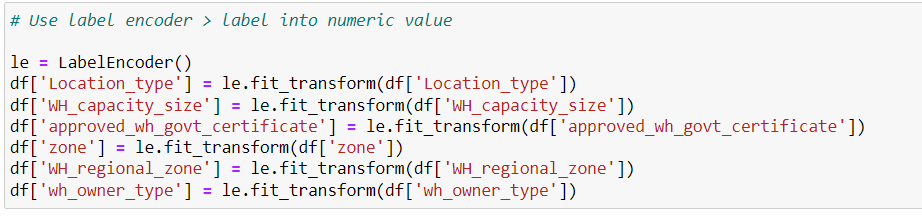 # Use label encoder > label into numeric value
le = LabelEncoder()
df['Location_type'] = le.fit_transform(df['Location_type'])
df['WH_capacity_size'] = le.fit_transform(df['WH_capacity_size'])
df['approved_wh_govt_certificate'] = le.fit_transform(df['approved_wh_govt_certificate'])
df['zone'] = le.fit_transform(df['zone'])
df['WH_regional_zone'] = le.fit_transform(df['WH_regional_zone'])
df['wh_owner_type'] = le.fit_transform(df['wh_owner_type'])